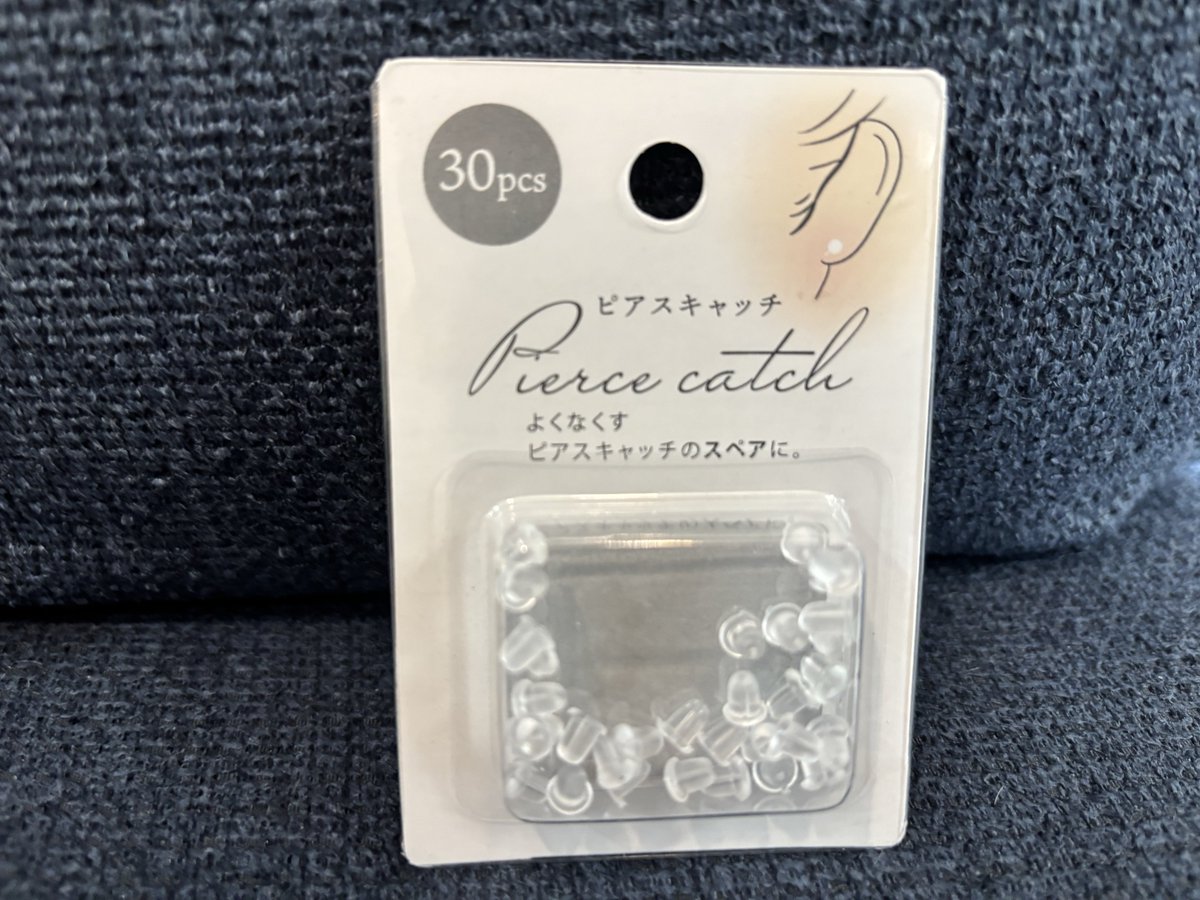 30pcs
ピアスキャッチ
Pierce catch
よくなくす
ピアスキャッチのスペアに。